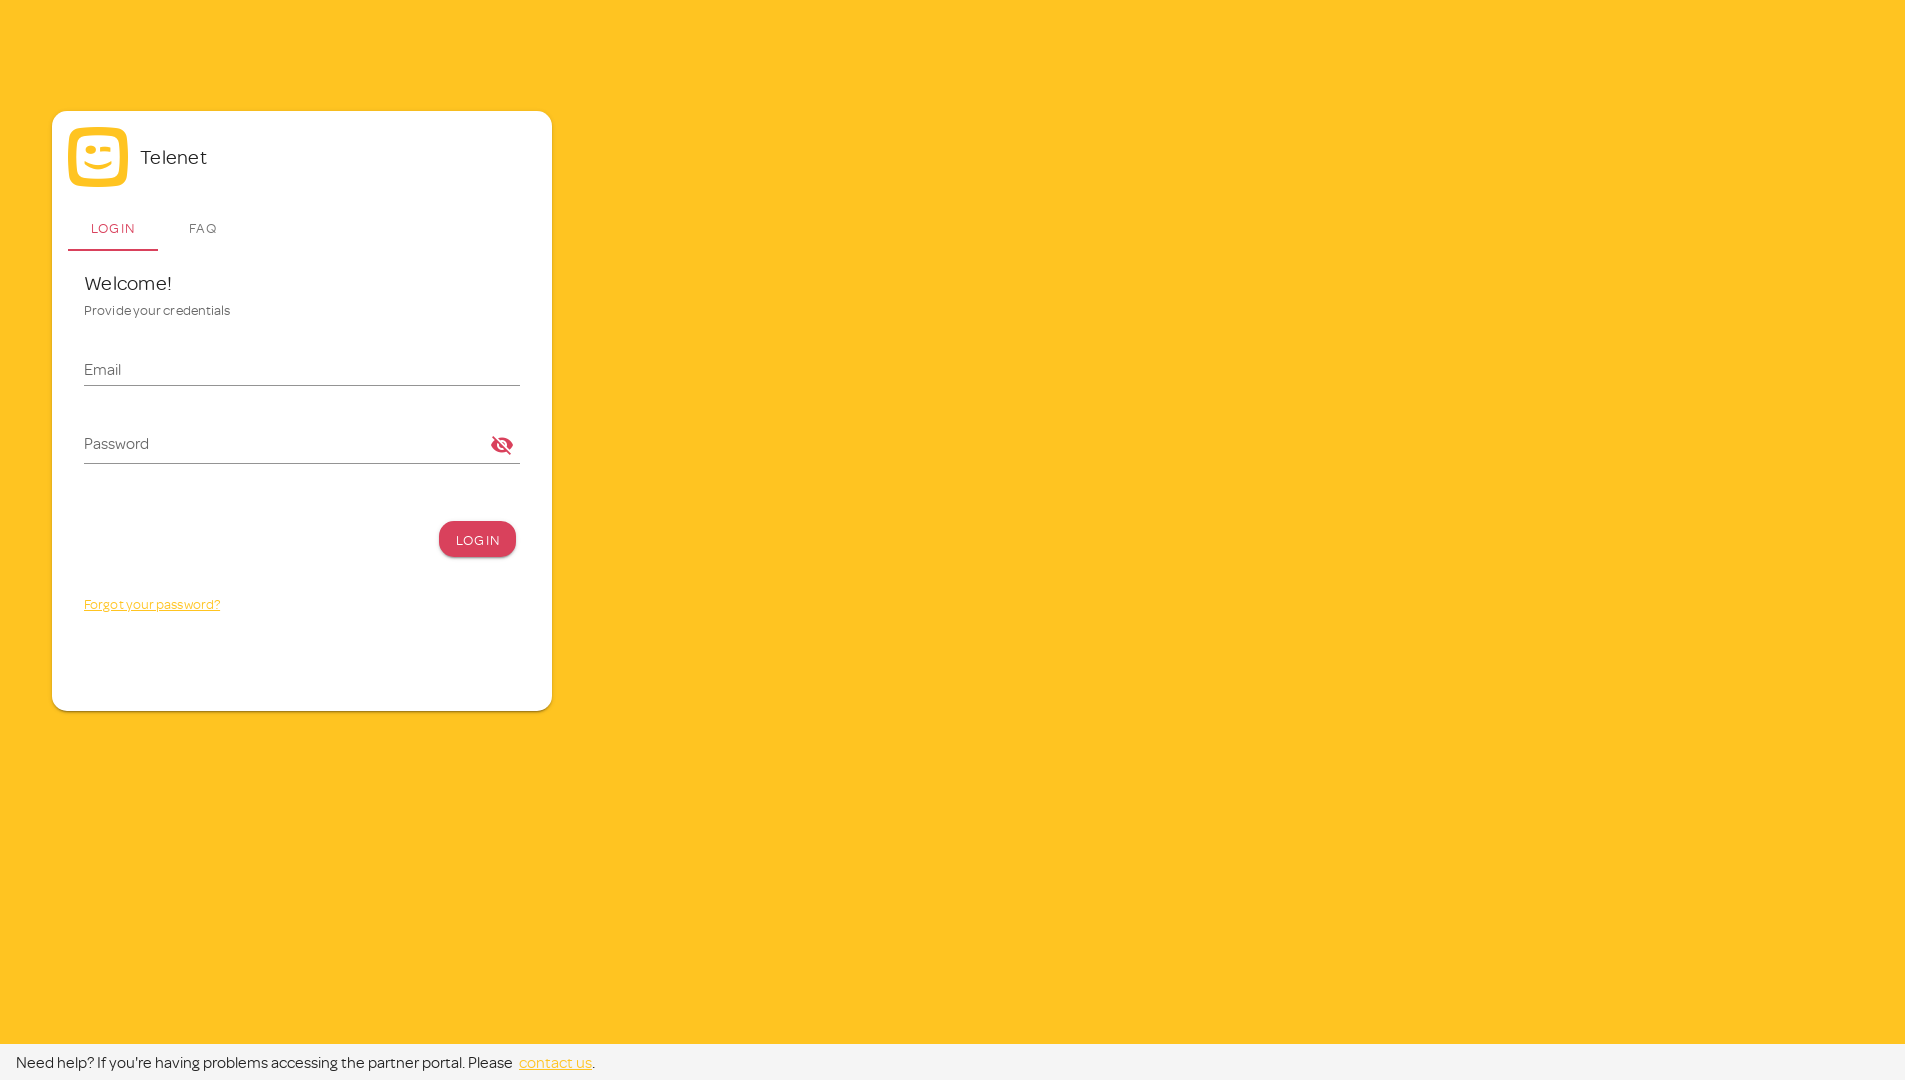 Telenet
LOGIN FAQ
Welcome!
Provide your credentials
Email
Password
LOGIN
Forgot your password?
Need help? If you're having problems accessing the partner portal. Please contact us.